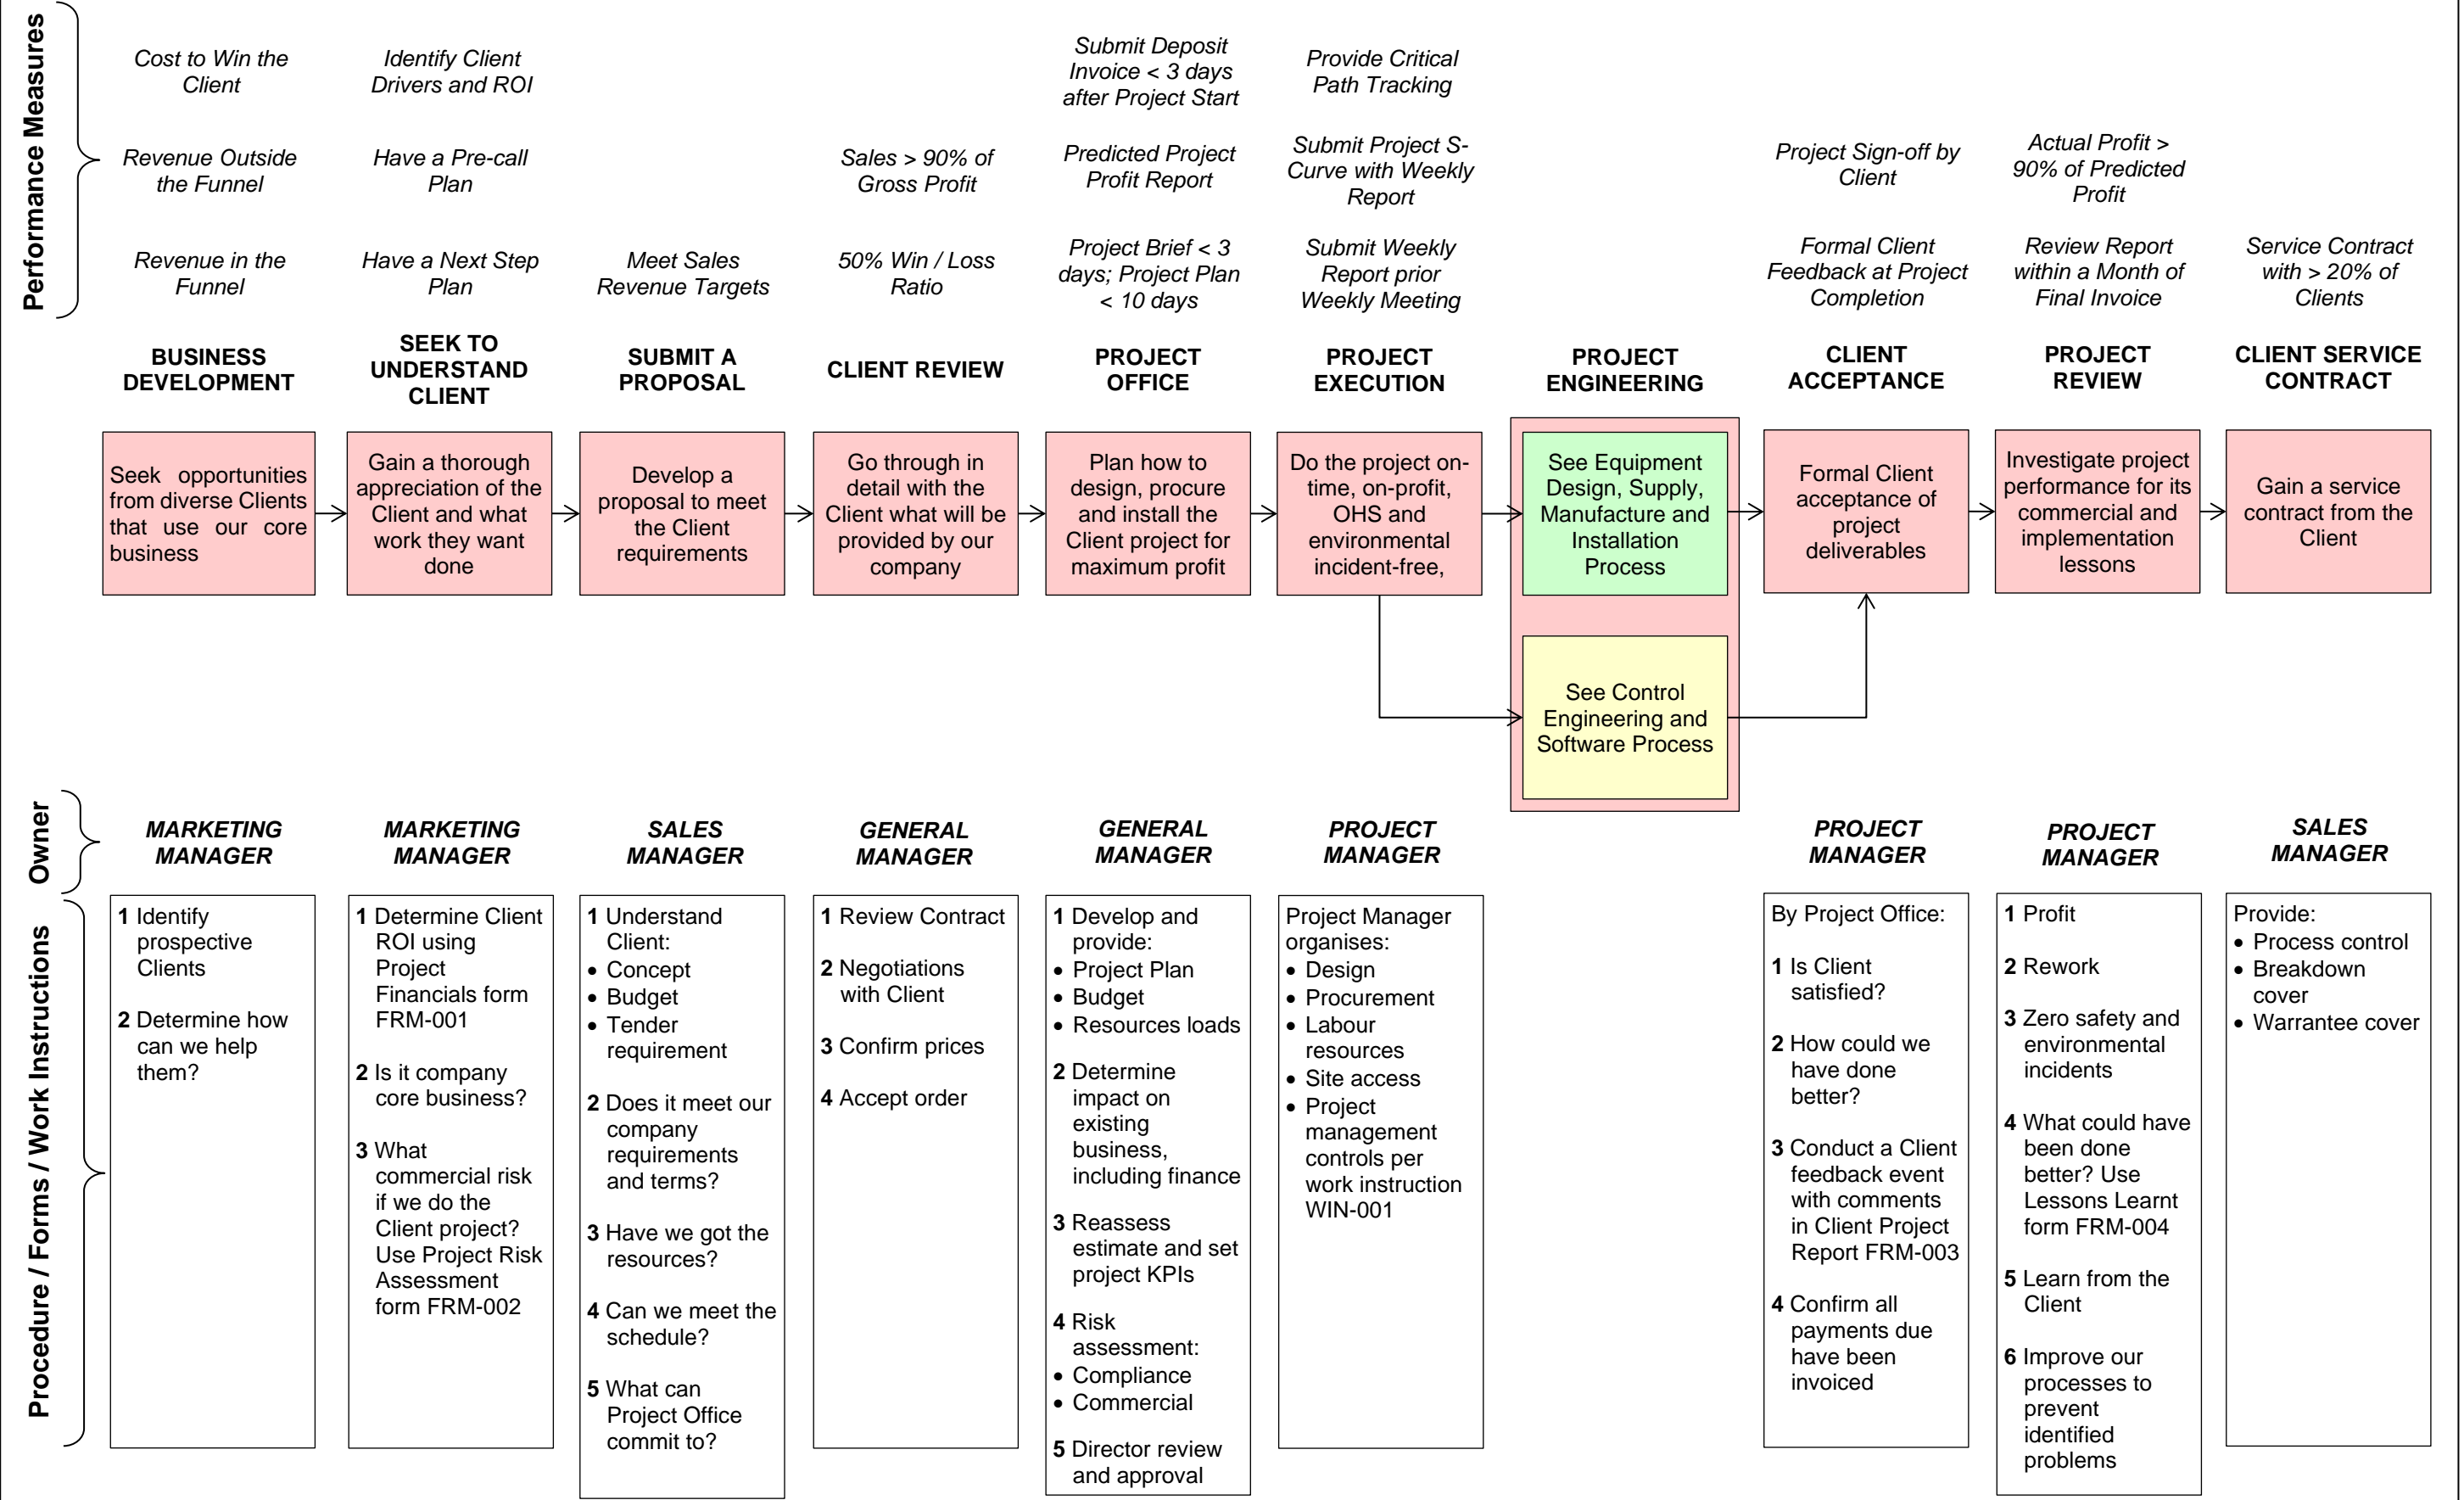 Performance Measures
Cost to Win the
Client
Revenue Outside
the Funnel
Revenue in the
Funnel
Identify Client
Drivers and ROI
Have a Pre-call
Plan
Have a Next Step
Plan
Meet Sales
Revenue Targets
Sales > 90% of
Gross Profit
50% Win / Loss
Ratio
Submit Deposit
Invoice < 3 days
after Project Start
Predicted Project
Profit Report
Project Brief < 3
days; Project Plan
< 10 days
Provide Critical
Path Tracking
Submit Project S-
Curve with Weekly
Report
Submit Weekly
Report prior
Weekly Meeting
Project Sign-off by
Client
Formal Client
Feedback at Project
Completion
Actual Profit >
90% of Predicted
Profit
Review Report
within a Month of
Final Invoice
Service Contract
with > 20% of
Clients
BUSINESS
DEVELOPMENT
SEEK TO
UNDERSTAND
CLIENT
SUBMIT A
PROPOSAL
CLIENT REVIEW
PROJECT
OFFICE
PROJECT
EXECUTION
PROJECT
ENGINEERING
CLIENT
ACCEPTANCE
PROJECT
REVIEW
CLIENT SERVICE
CONTRACT
Seek opportunities
from diverse Clients
that use our core
business
Gain a thorough
appreciation of the
Client and what
work they want
done
Develop a
proposal to meet
the Client
requirements
Go through in
detail with the
Client what will be
provided by our
company
Plan how to
design, procure
and install the
Client project for
maximum profit
Do the project on-
time, on-profit,
OHS and
environmental
incident-free,
See Equipment
Design, Supply,
Manufacture and
Installation
Process
See Control
Engineering and
Software Process
Formal Client
acceptance of
project
deliverables
Investigate project
performance for its
commercial and
implementation
lessons
Gain a service
contract from the
Client
Owner
MARKETING
MANAGER
MARKETING
MANAGER
SALES
MANAGER
GENERAL
MANAGER
GENERAL
MANAGER
PROJECT
MANAGER
PROJECT
MANAGER
PROJECT
MANAGER
SALES
MANAGER
Procedure / Forms / Work Instructions
1 Identify
prospective
Clients
2 Determine how
can we help
them?
1 Determine Client
ROI using
Project
Financials form
FRM-001
2 Is it company
core business?
3 What
commercial risk
if we do the
Client project?
Use Project Risk
Assessment
form FRM-002
1 Understand
Client:
• Concept
• Budget
• Tender
requirement
2 Does it meet our
company
requirements
and terms?
3 Have we got the
resources?
4 Can we meet the
schedule?
5 What can
Project Office
commit to?
1 Review Contract
2 Negotiations
with Client
3 Confirm prices
4 Accept order
1 Develop and
provide:
• Project Plan
• Budget
• Resources loads
2 Determine
impact on
existing
business,
including finance
3 Reassess
estimate and set
project KPIs
4 Risk
assessment:
• Compliance
• Commercial
5 Director review
and approval
Project Manager
organises:
• Design
• Procurement
• Labour
resources
• Site access
• Project
management
controls per
work instruction
WIN-001
By Project Office:
1 Is Client
satisfied?
2 How could we
have done
better?
3 Conduct a Client
feedback event
with comments
in Client Project
Report FRM-003
4 Confirm all
payments due
have been
invoiced
1 Profit
2 Rework
3 Zero safety and
environmental
incidents
4 What could have
been done
better? Use
Lessons Learnt
form FRM-004
5 Learn from the
Client
6 Improve our
processes to
prevent
identified
problems
Provide:
• Process control
• Breakdown
cover
• Warrantee cover